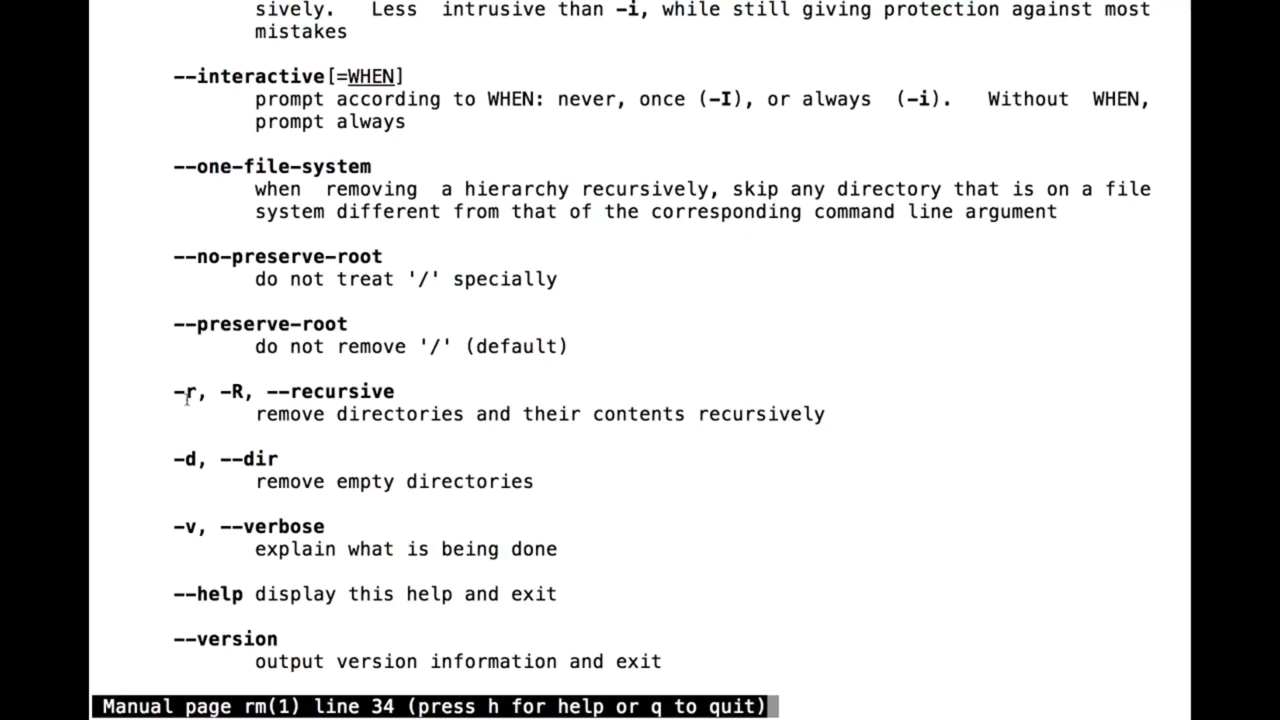 sively. Less intrusive than -i, while still giving protection against most
mistakes
--interactive[=WHEN]
prompt according to WHEN: never, once (-I), or always (-i). Without WHEN,
prompt always
--one-file-system
when removing a hierarchy recursively, skip any directory that is on a file
system different from that of the corresponding command line argument
--no-preserve-root
do not treat '/' specially
--preserve-root
do not remove '/' (default)
-r, -R, --recursive
remove directories and their contents recursively
-d, --dir
remove empty directories
-v, --verbose
explain what is being done
--help display this help and exit
--version
output version information and exit
Manual page rm(1) line 34 (press h for help or q to quit)